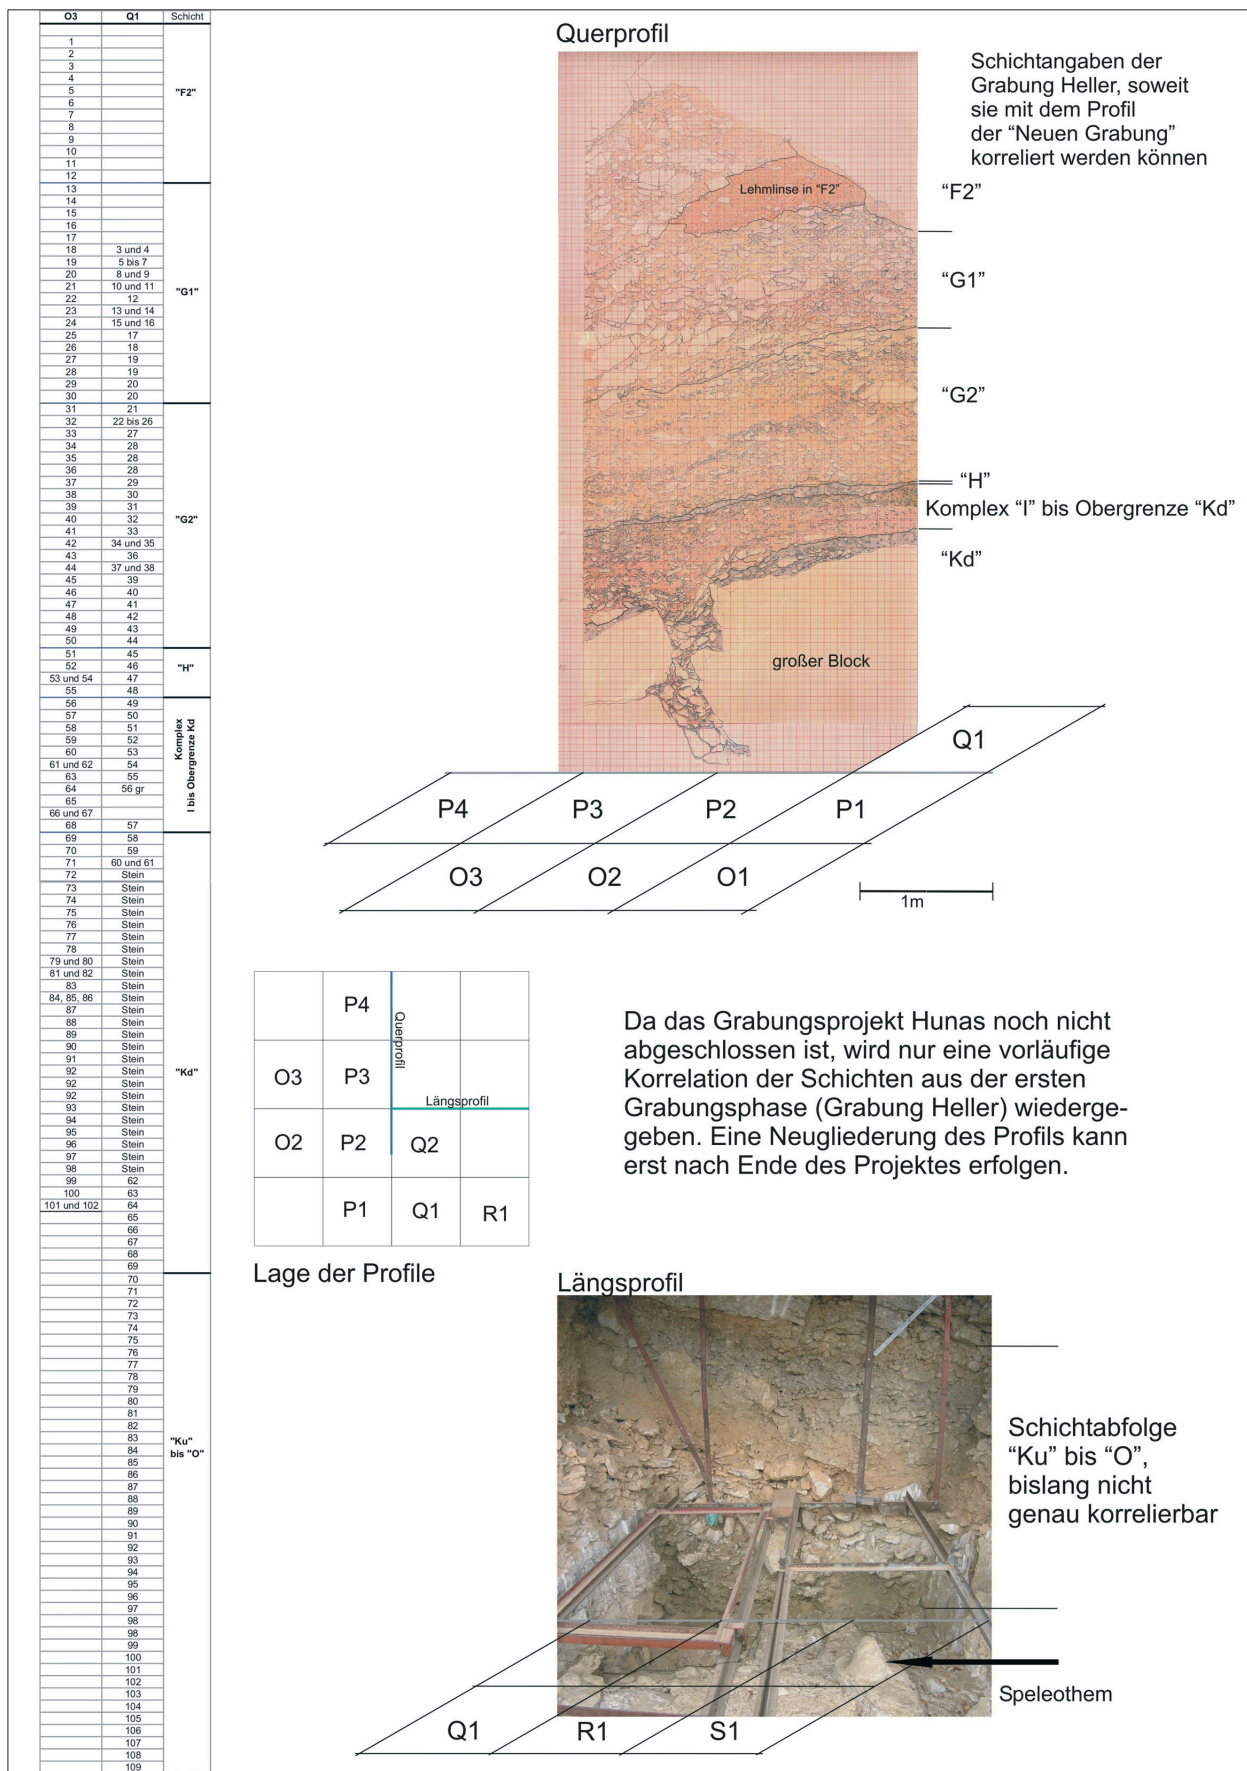 O3 Q1 Schicht
1
2
3
4
5 "F2"
6
7
8
9
10
11
12
13
14
15
16
17
18 3 und 4
19 5 bis 7
20 8 und 9
21 10 und 11 "G1"
22 12
23 13 und 14
24 15 und 16
25 17
26 18
27 19
28 19
29 20
30 20
31 21
32 22 bis 26
33 27
34 28
35 28
36 28
37 29
38 30
39 31
40 32 "G2"
41 33
42 34 und 35
43 36
44 37 und 38
45 39
46 40
47 41
48 42
49 43
50 44
51 45
52 46 "H"
53 und 54 47
55 48
56 49
57 50
58 51
59 52
60 53
61 und 62 54
63 55
64 56 gr
65
66 und 67
68 57
Komplex
I bis Obergrenze Kd
69 58
70 59
71 60 und 61
72 Stein
73 Stein
74 Stein
75 Stein
76 Stein
77 Stein
78 Stein
79 und 80 Stein
81 und 82 Stein
83 Stein
84, 85, 86 Stein
87 Stein
88 Stein
89 Stein
90 Stein
91 Stein
92 Stein "Kd"
92 Stein
92 Stein
93 Stein
94 Stein
95 Stein
96 Stein
97 Stein
98 Stein
99 62
100 63
101 und 102 64
65
66
67
68
69
70
71
72
73
74
75
76
77
78
79
80
81
82
83 "Ku"
84 bis "O"
85
86
87
88
89
90
91
92
93
94
95
96
97
98
98
99
100
101
102
103
104
105
106
107
108
109
Querprofil
Schichtangaben der
Grabung Heller, soweit
sie mit dem Profil
der “Neuen Grabung”
korreliert werden können
Lehmlinse in "F2"
“F2”
“G1”
“G2”
“H”
Komplex “I” bis Obergrenze “Kd”
“Kd”
großer Block
Q1
P4 P3 P2 P1
O3 O2 O1
1m
P4
Querprofil
O3 P3
Längsprofil
O2 P2 Q2
P1 Q1 R1
Lage der Profile
Da das Grabungsprojekt Hunas noch nicht
abgeschlossen ist, wird nur eine vorläufige
Korrelation der Schichten aus der ersten
Grabungsphase (Grabung Heller) wiederge-
geben. Eine Neugliederung des Profils kann
erst nach Ende des Projektes erfolgen.
Längsprofil
Schichtabfolge
“Ku” bis “O”,
bislang nicht
genau korrelierbar
Speleothem
Q1 R1 S1